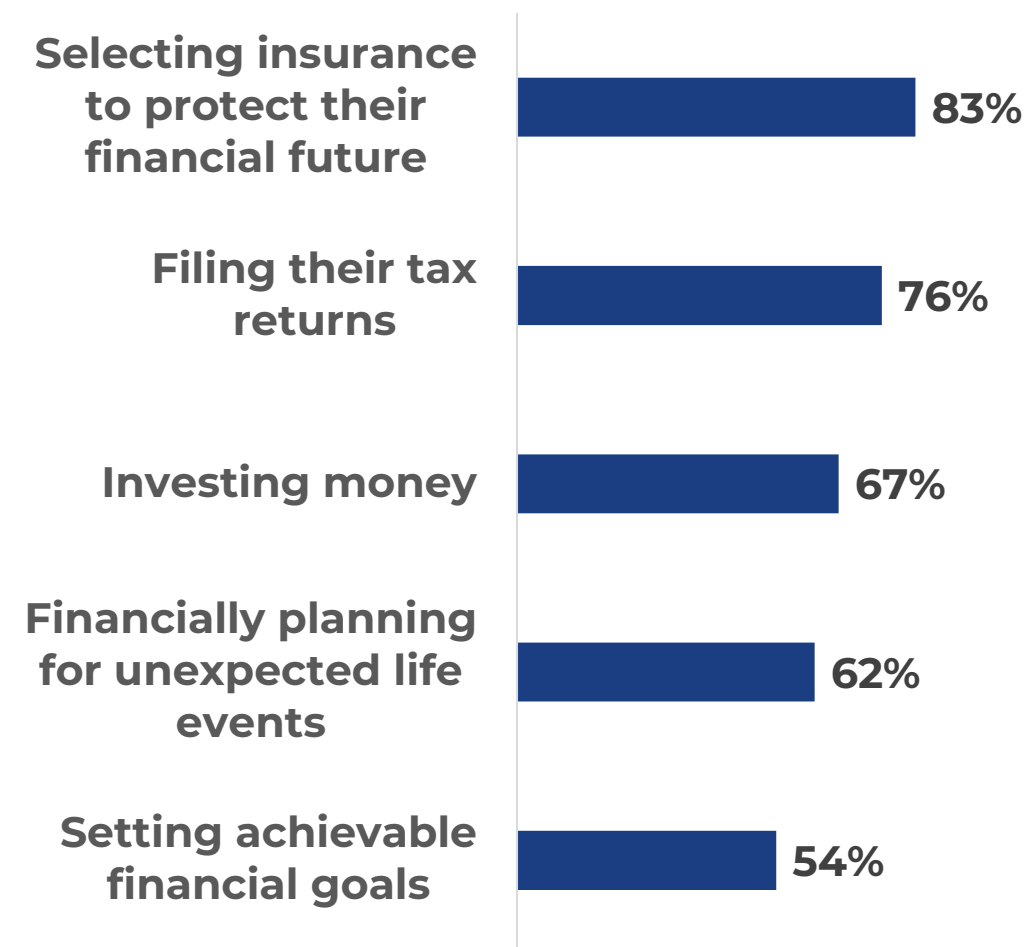 Selecting insurance
to protect their
financial future
83%
Filing their tax
returns
76%
Investing money
67%
Financially planning
for unexpected life
events
62%
Setting achievable
financial goals
54%